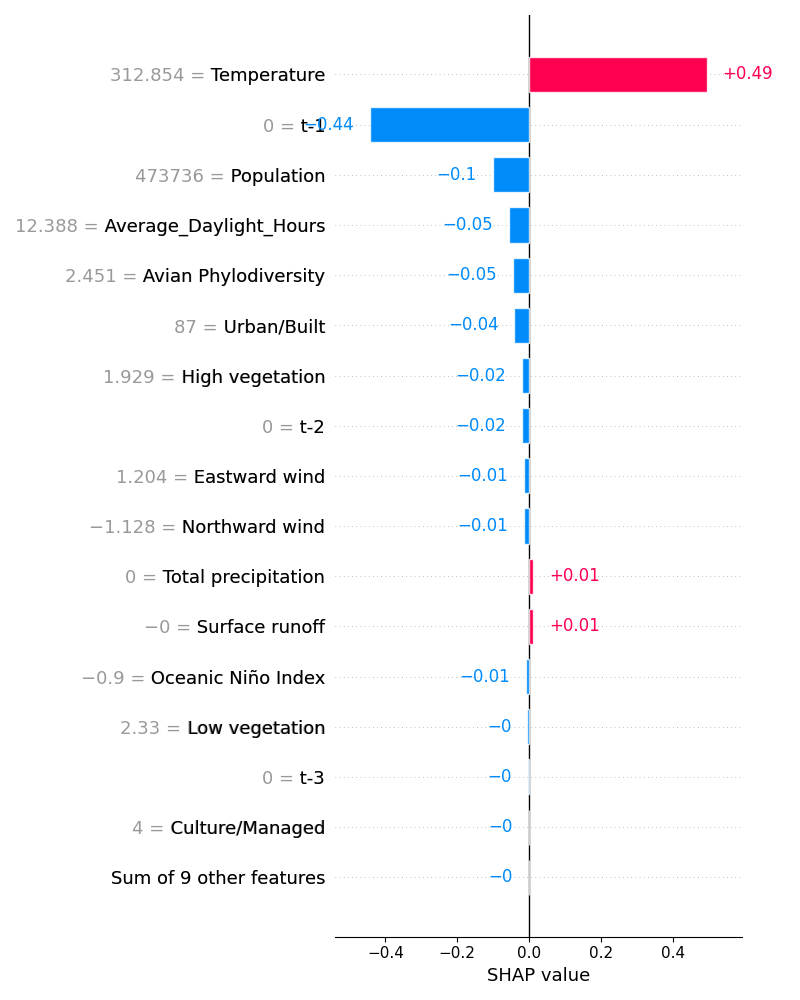 312.854 = Temperature +0.49
0 = t-1 −0.44
473736 = Population −0.1
12.388 = Average_Daylight_Hours −0.05
2.451 = Avian Phylodiversity −0.05
87 = Urban/Built −0.04
1.929 = High vegetation −0.02
0 = t-2 −0.02
1.204 = Eastward wind −0.01
−1.128 = Northward wind −0.01
0 = Total precipitation +0.01
−0 = Surface runoff +0.01
−0.9 = Oceanic Niño Index −0.01
2.33 = Low vegetation −0
0 = t-3 −0
4 = Culture/Managed −0
Sum of 9 other features −0
−0.4 −0.2 0.0 0.2 0.4
SHAP value